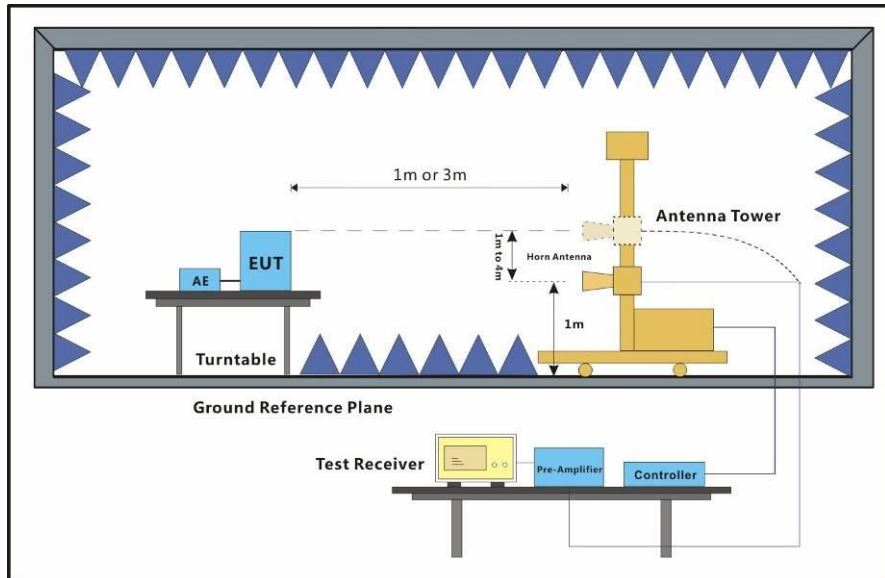 1m or 3m
Antenna Tower
EUT
1m to 4m
Horn Antenna
AE
1m
Turntable
Ground Reference Plane
Test Receiver
Pre-Amplifier
Controller